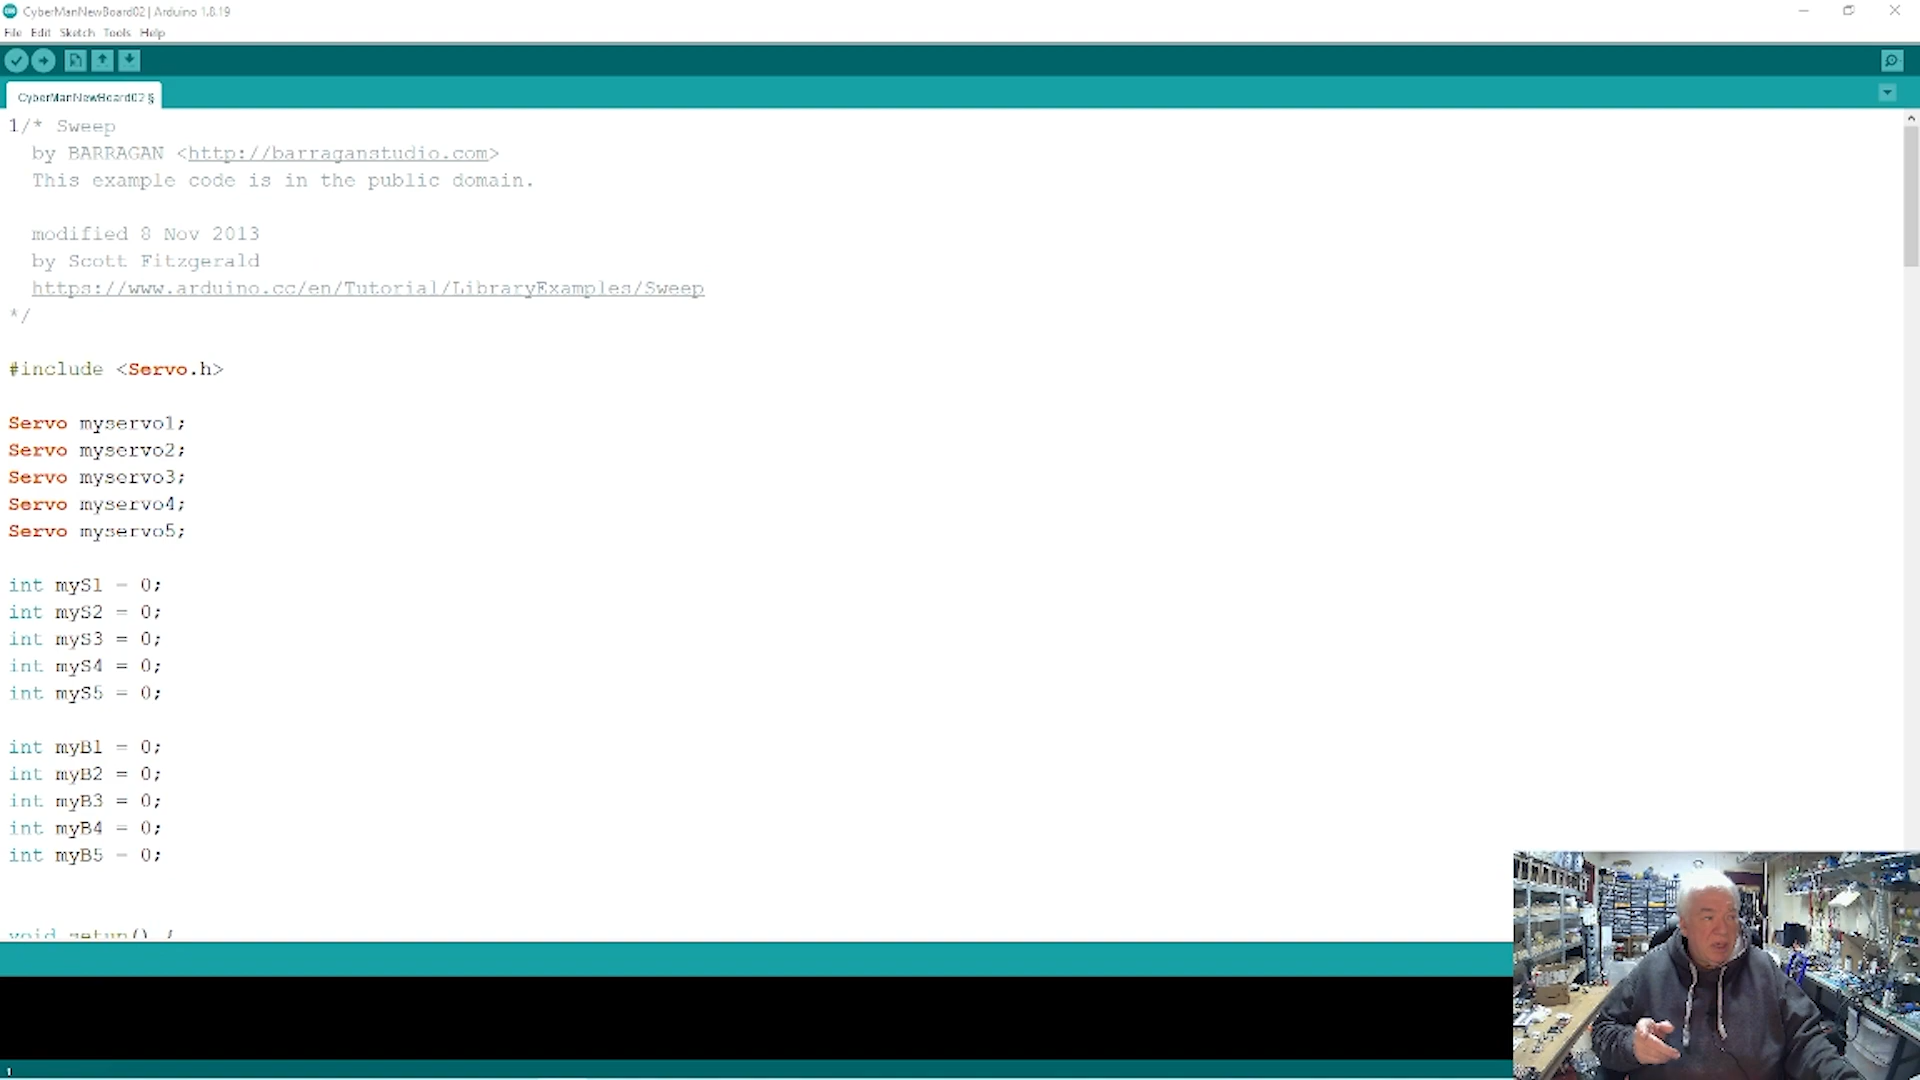 CyberManNewBoard02 | Arduino 1.8.19
File Edit Sketch Tools Help
CyberManNewBoard02 §
1/* Sweep
by BARRAGAN <http://barraganstudio.com>
This example code is in the public domain.
modified 8 Nov 2013
by Scott Fitzgerald
https://www.arduino.cc/en/Tutorial/LibraryExamples/Sweep
*/
#include <Servo.h>
Servo myservo1;
Servo myservo2;
Servo myservo3;
Servo myservo4;
Servo myservo5;
int myS1 = 0;
int myS2 = 0;
int myS3 = 0;
int myS4 = 0;
int myS5 = 0;
int myB1 = 0;
int myB2 = 0;
int myB3 = 0;
int myB4 = 0;
int myB5 = 0;
void setup() {
1